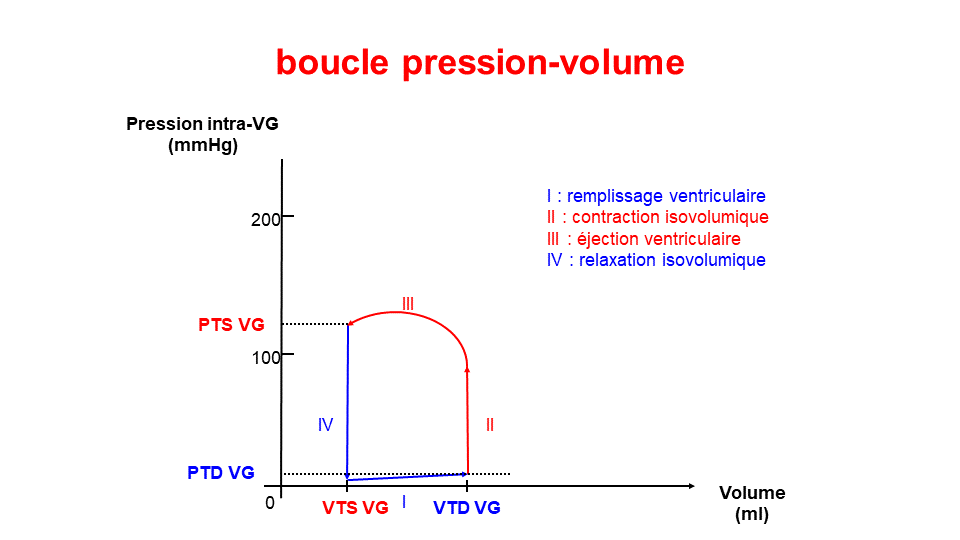 boucle pression-volume
Pression intra-VG
(mmHg)
I : remplissage ventriculaire
II : contraction isovolumique
III : éjection ventriculaire
IV : relaxation isovolumique
200
III
PTS VG
100
IV
II
PTD VG
0
VTS VG
I
VTD VG
Volume
(ml)